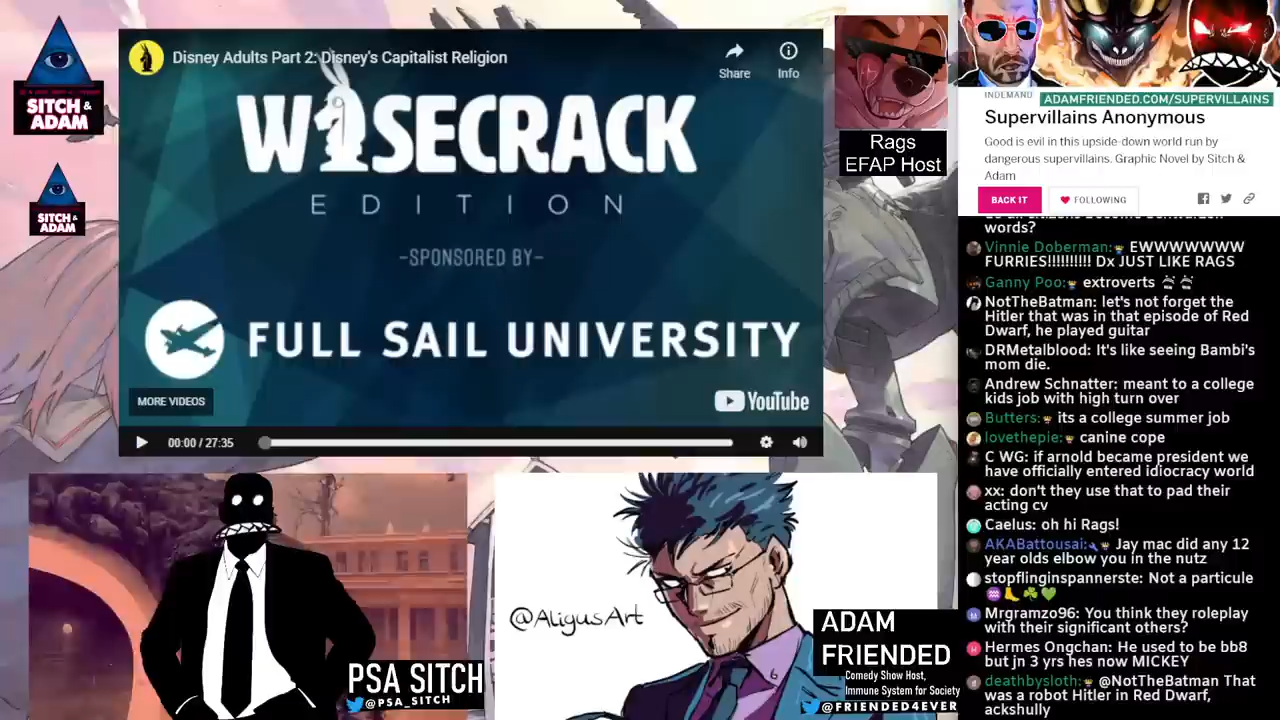 SITCH &
ADAM
SITCH &
ADAM
Disney Adults Part 2: Disney's Capitalist Religion
Share
Info
WISECRACK
EDITION
-SPONSORED BY-
FULL SAIL UNIVERSITY
MORE VIDEOS
YouTube
00:00 / 27:35
Rags
EFAP Host
INDEMAND
ADAMFRIENDED.COM/SUPERVILLAINS
Supervillains Anonymous
Good is evil in this upside-down world run by
dangerous supervillains. Graphic Novel by Sitch &
Adam
BACK IT
FOLLOWING
words?
Vinnie Doberman: EWWWWWWW
FURRIES!!!!!!!!!! Dx JUST LIKE RAGS
Ganny Poo: extroverts
NotTheBatman: let's not forget the
Hitler that was in that episode of Red
Dwarf, he played guitar
DRMetalblood: It's like seeing Bambi's
mom die.
Andrew Schnatter: meant to a college
kids job with high turn over
Butters: its a college summer job
lovethepie: canine cope
C WG: if arnold became president we
have officially entered idiocracy world
xx: don't they use that to pad their
acting cv
Caelus: oh hi Rags!
AKABattousai: Jay mac did any 12
year olds elbow you in the nutz
stopflinginspannerste: Not a particule
♒🦶☘💚
Mrgramzo96: You think they roleplay
with their significant others?
Hermes Ongchan: He used to be bb8
but jn 3 yrs hes now MICKEY
deathbysloth: @NotTheBatman That
was a robot Hitler in Red Dwarf,
ackshully
PSA SITCH
@PSA_SITCH
@AligusArt
ADAM
FRIENDED
Comedy Show Host,
Immune System for Society
@FRIENDED4EVER